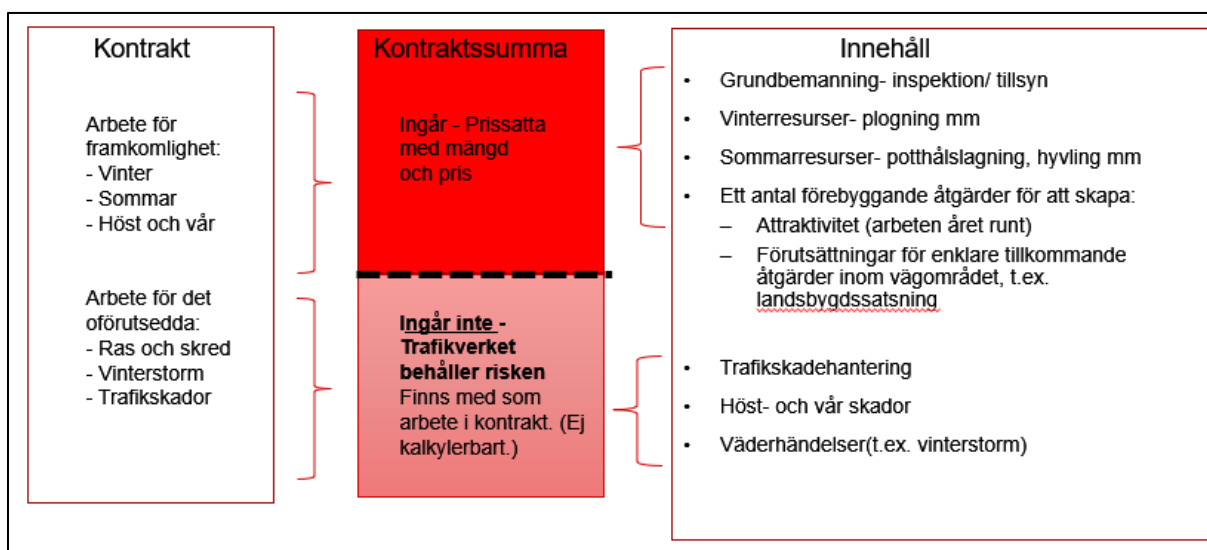 Kontrakt
Arbete för
framkomlighet:
- Vinter
- Sommar
- Höst och vår
Arbete för det
oförutsedda:
- Ras och skred
- Vinterstorm
- Trafikskador
Kontraktssumma
Ingår - Prissatta
med mängd
och pris
Ingår inte -
Trafikverket
behåller risken
Finns med som
arbete i kontrakt. (Ej
kalkylerbart.)
Innehåll
• Grundbemanning- inspektion/ tillsyn
• Vinterresurser- plogning mm
• Sommarresurser- potthålslagning, hyvling mm
• Ett antal förebyggande åtgärder för att skapa:
– Attraktivitet (arbeten året runt)
– Förutsättningar för enklare tillkommande
åtgärder inom vägområdet, t.ex.
landsbygdssatsning
• Trafikskadehantering
• Höst- och vår skador
• Väderhändelser(t.ex. vinterstorm)